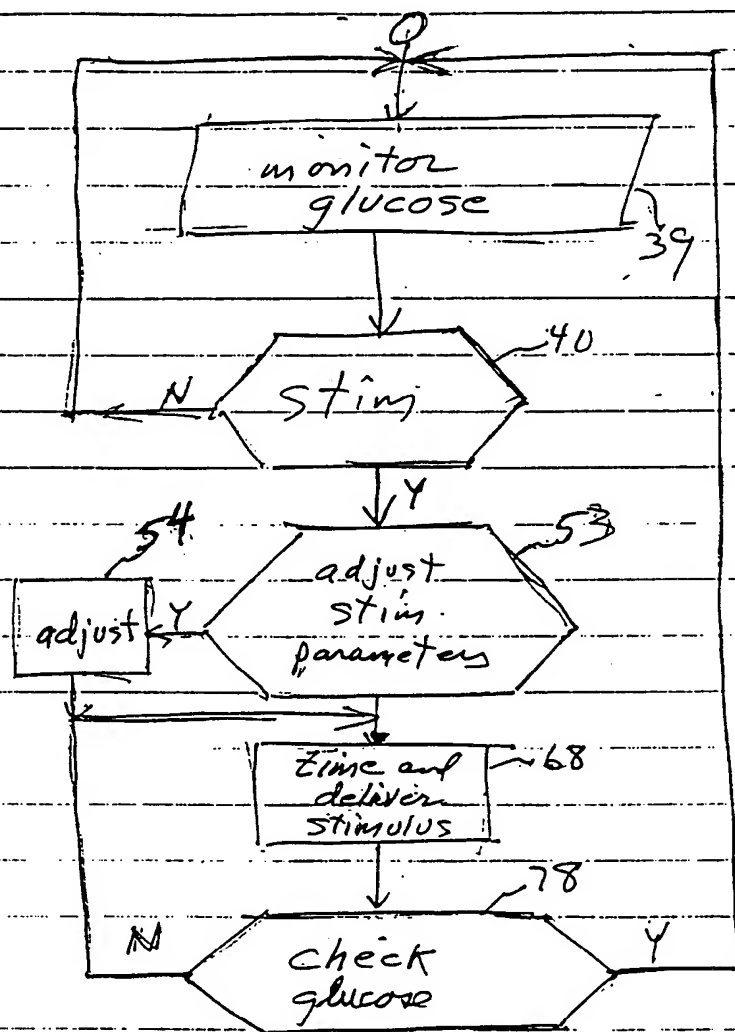 monitor
glucose
39
40
N
stim
Y
54
53
adjust
stim
parameters
adjust
Y
time and
deliver
stimulus
68
78
N
Y
check
glucose